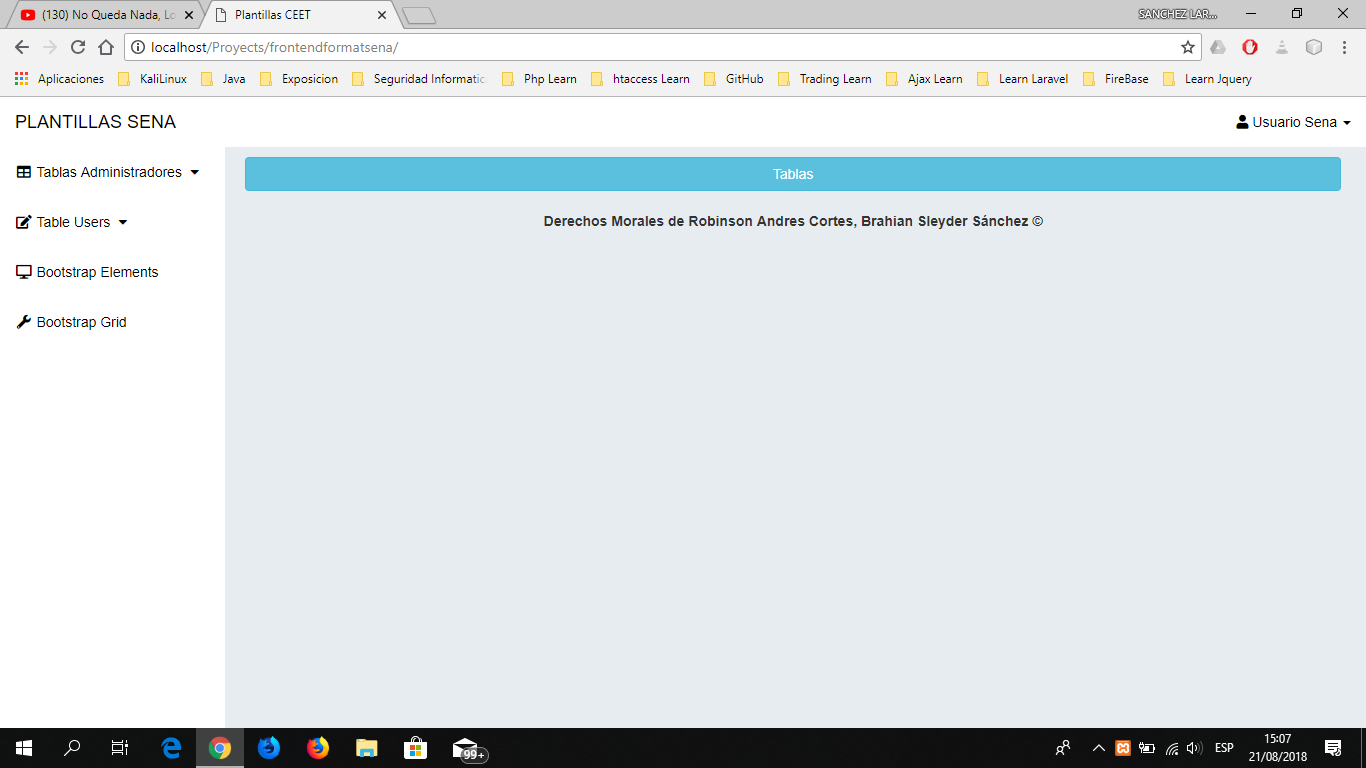 (130) No Queda Nada, Lo
Plantillas CEET
SANCHEZ LAR...
localhost/Proyects/frontendformatsena/
Aplicaciones
KaliLinux
Java
Exposicion
Seguridad Informatic
Php Learn
htaccess Learn
GitHub
Trading Learn
Ajax Learn
Learn Laravel
FireBase
Learn Jquery
PLANTILLAS SENA
Usuario Sena
Tablas Administradores
Table Users
Bootstrap Elements
Bootstrap Grid
Tablas
Derechos Morales de Robinson Andres Cortes, Brahian Sleyder Sánchez ©
99+
ESP
15:07
21/08/2018